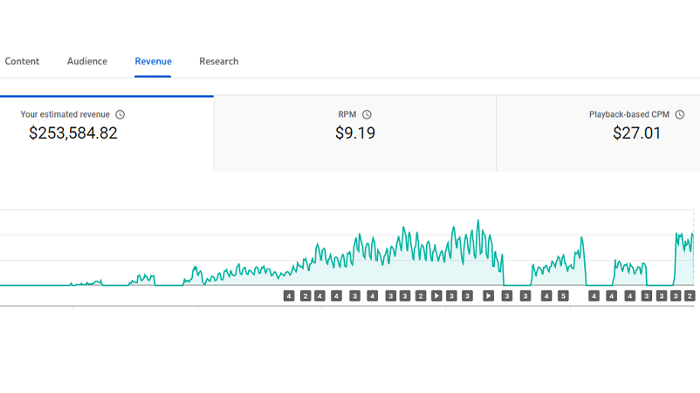 Content Audience Revenue Research
Your estimated revenue RPM Playback-based CPM
$253,584.82 $9.19 $27.01
4 2 4 4 3 4 3 3 2 3 3 3 3 4 5 4 4 4 3 3 3 2